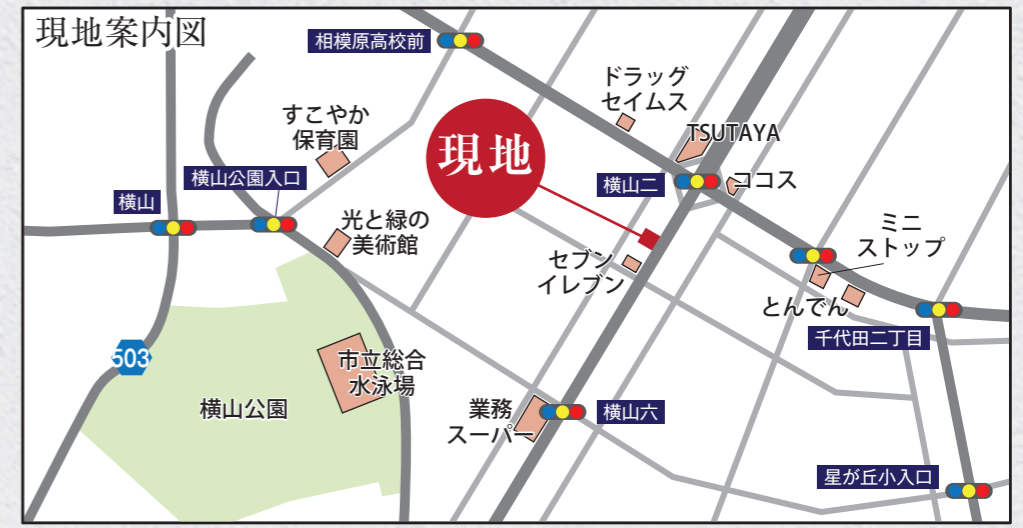 現地案内図
相模原高校前
ドラッグ
セイムス
すこやか
保育園
TSUTAYA
現地
横山公園入口
横山二
ココス
横山
光と緑の
美術館
ミニ
ストップ
セブン
イレブン
とんでん
千代田二丁目
503
市立総合
水泳場
横山公園
業務
スーパー
横山六
星が丘小入口